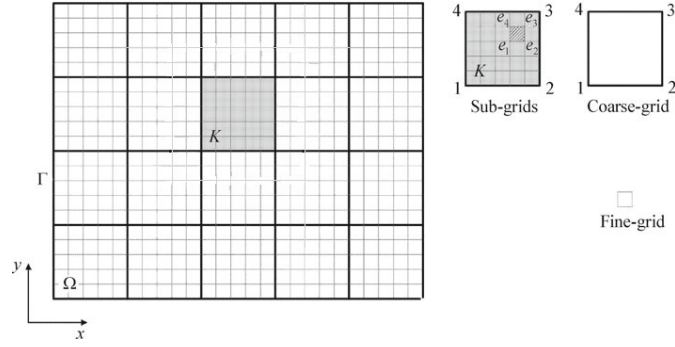 4 3 4 3
e4 e3
e1 e2
K
1 2 1 2
Sub-grids Coarse-grid
K
Γ
Fine-grid
y
Ω
x